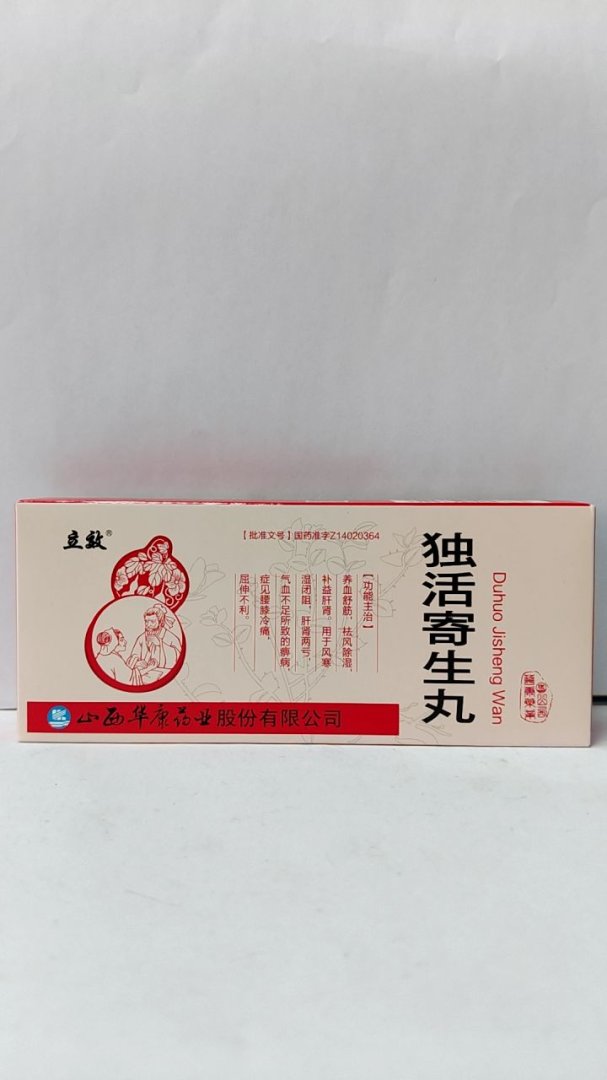 立效®
【批准文号】国药准字Z14020364
独活寄生丸
Duhuo Jisheng Wan
【功能主治】
养血舒筋，祛风除湿，
补益肝肾。用于风寒
湿闭阻，肝肾两亏，
气血不足所致的痹病，
症见腰膝冷痛，
屈伸不利。
山西华康药业股份有限公司